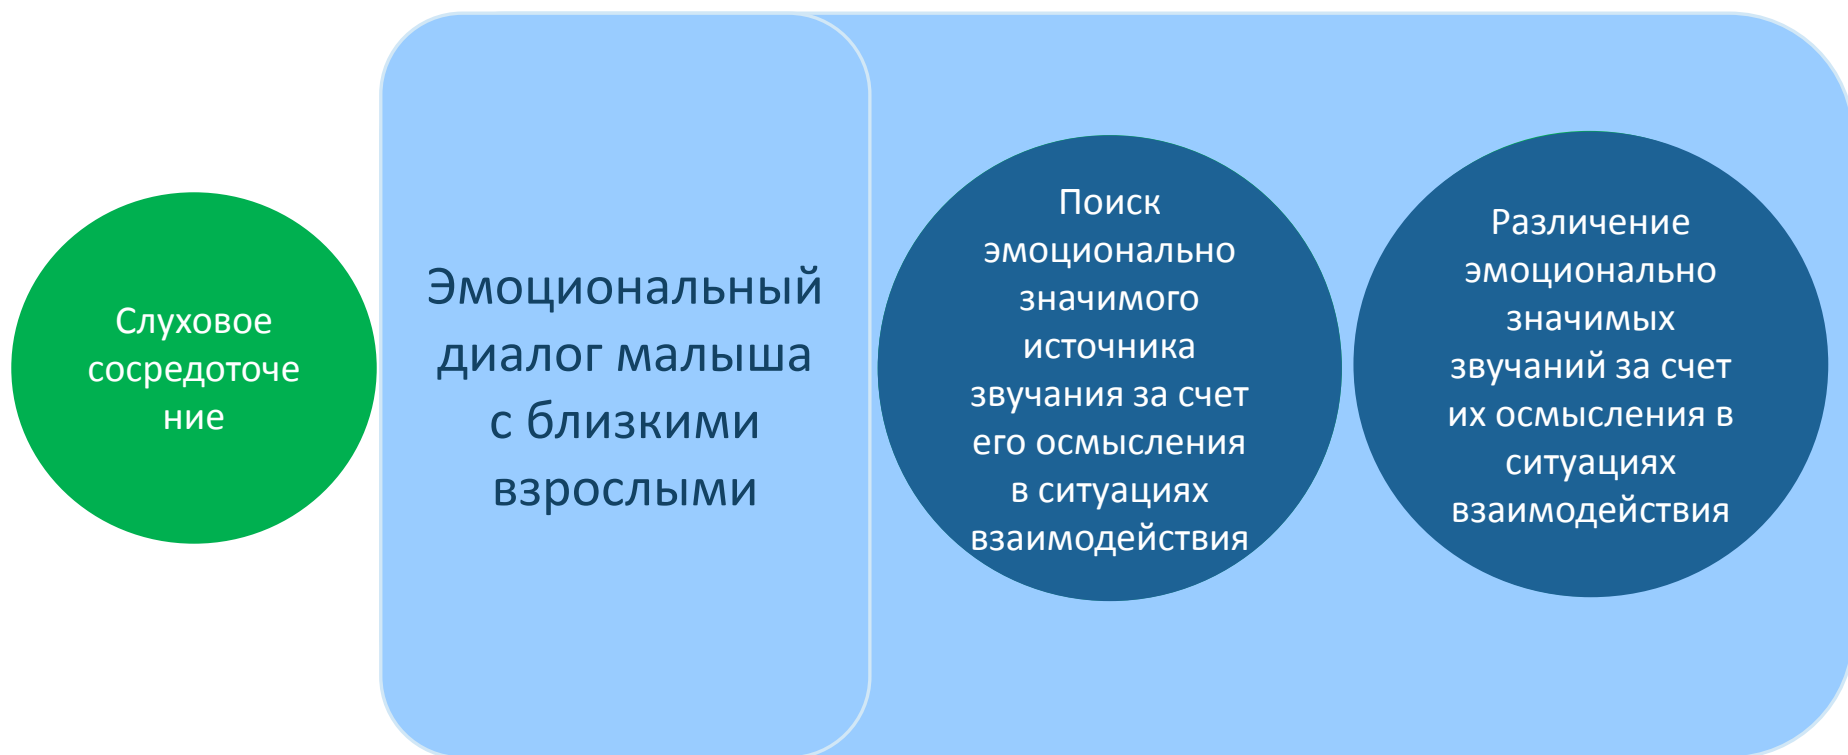 Слуховое
сосредоточе
ние
Эмоциональный
диалог малыша
с близкими
взрослыми
Поиск
эмоционально
значимого
источника
звучания за счет
его осмысления
в ситуациях
взаимодействия
Различение
эмоционально
значимых
звучаний за счет
их осмысления в
ситуациях
взаимодействия